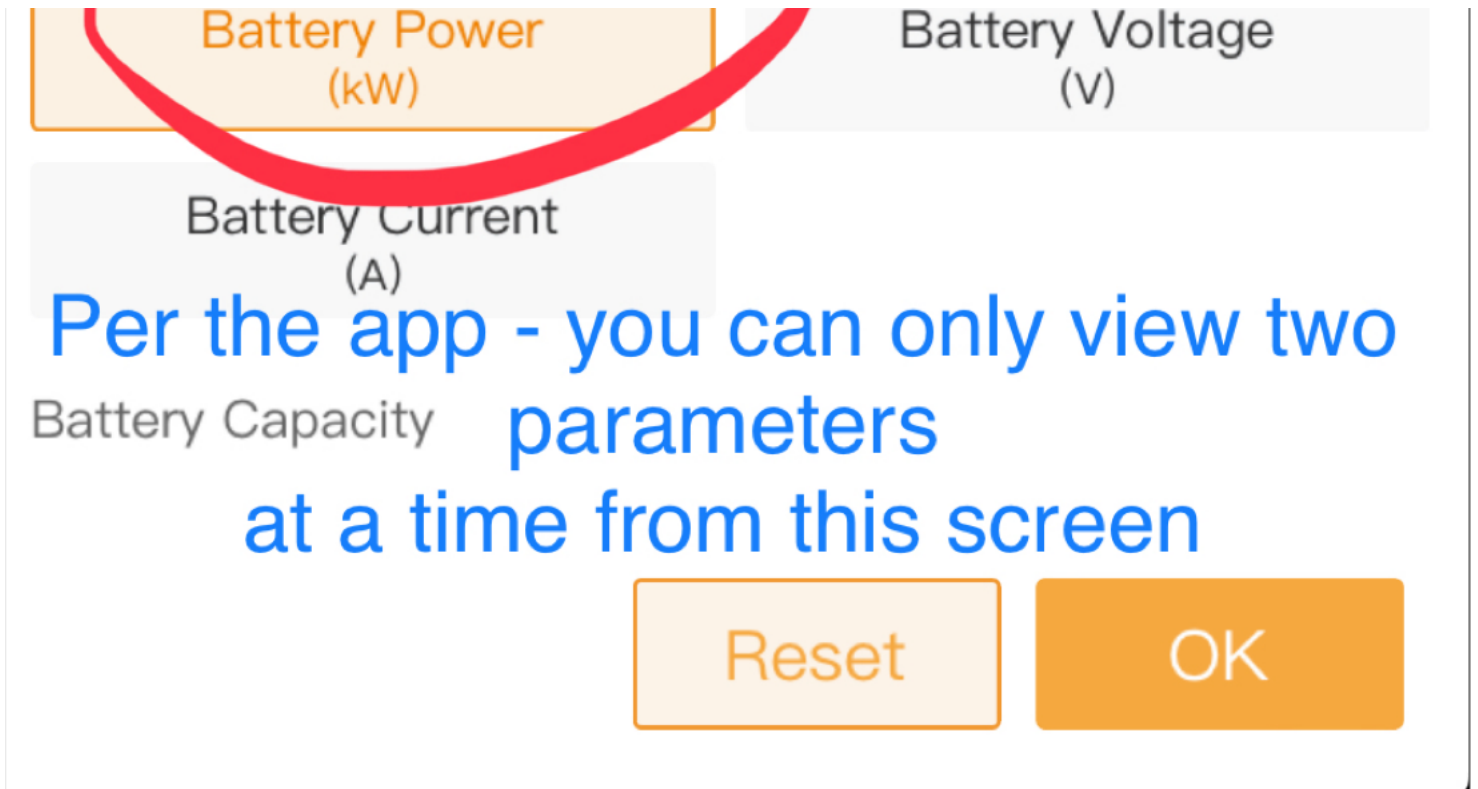 Battery Power
(kW)
Battery Voltage
(V)
Battery Current
(A)
Per the app - you can only view two
parameters
at a time from this screen
Battery Capacity
Reset
OK